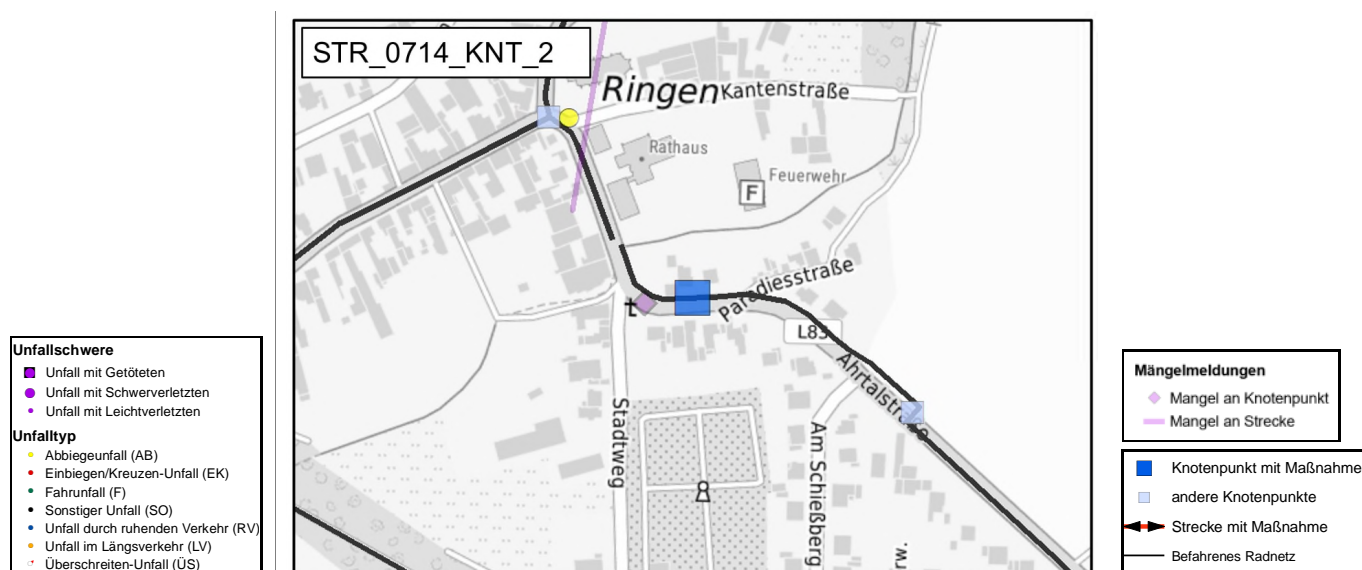 STR_0714_KNT_2
Ringen
Kantenstraße
Rathaus
Feuerwehr
F
Paradiesstraße
L83
Ahrtalstraße
Stadtweg
Am Schießberg
Unfallschwere
Unfall mit Getöteten
Unfall mit Schwerverletzten
Unfall mit Leichtverletzten
Unfalltyp
Abbiegeunfall (AB)
Einbiegen/Kreuzen-Unfall (EK)
Fahrunfall (F)
Sonstiger Unfall (SO)
Unfall durch ruhenden Verkehr (RV)
Unfall im Längsverkehr (LV)
Überschreiten-Unfall (ÜS)
Mängelmeldungen
Mangel an Knotenpunkt
Mangel an Strecke
Knotenpunkt mit Maßnahme
andere Knotenpunkte
Strecke mit Maßnahme
Befahrenes Radnetz